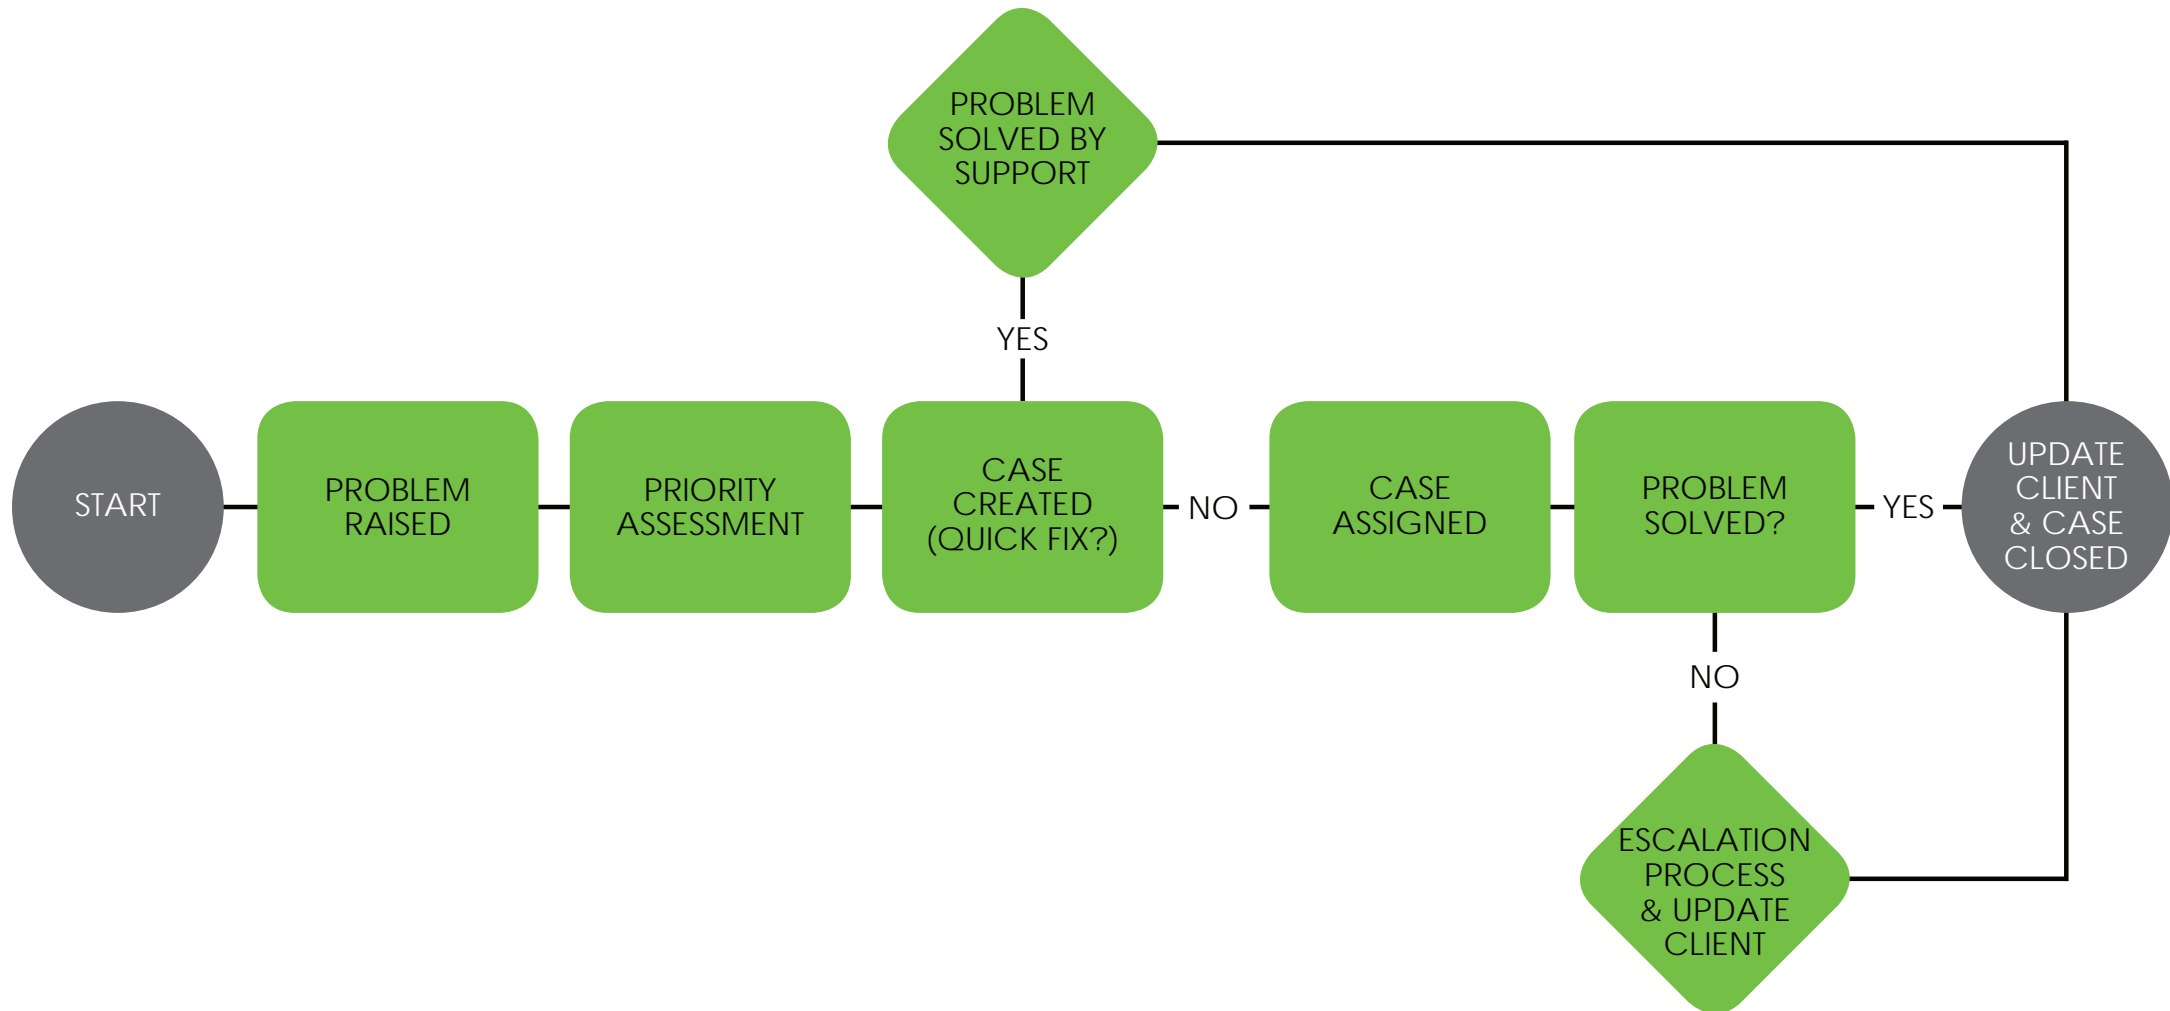 PROBLEM
SOLVED BY
SUPPORT
YES
START
PROBLEM
RAISED
PRIORITY
ASSESSMENT
CASE
CREATED
(QUICK FIX?)
NO
CASE
ASSIGNED
PROBLEM
SOLVED?
YES
UPDATE
CLIENT
& CASE
CLOSED
NO
ESCALATION
PROCESS
& UPDATE
CLIENT